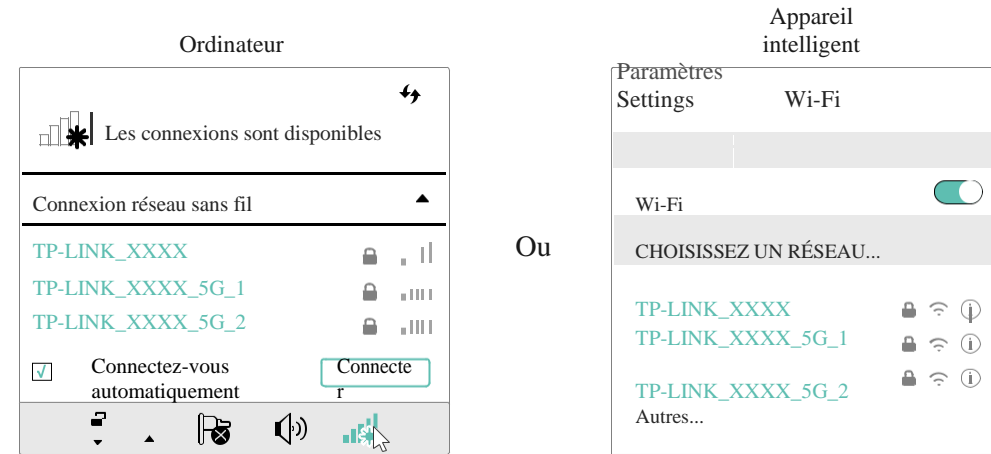 Ordinateur
Les connexions sont disponibles
Connexion réseau sans fil
TP-LINK_XXXX
TP-LINK_XXXX_5G_1
TP-LINK_XXXX_5G_2
Connectez-vous
automatiquement
Connecte
r
Ou
Appareil
intelligent
Paramètres
Settings Wi-Fi
Wi-Fi
CHOISISSEZ UN RÉSEAU...
TP-LINK_XXXX
TP-LINK_XXXX_5G_1
TP-LINK_XXXX_5G_2
Autres...